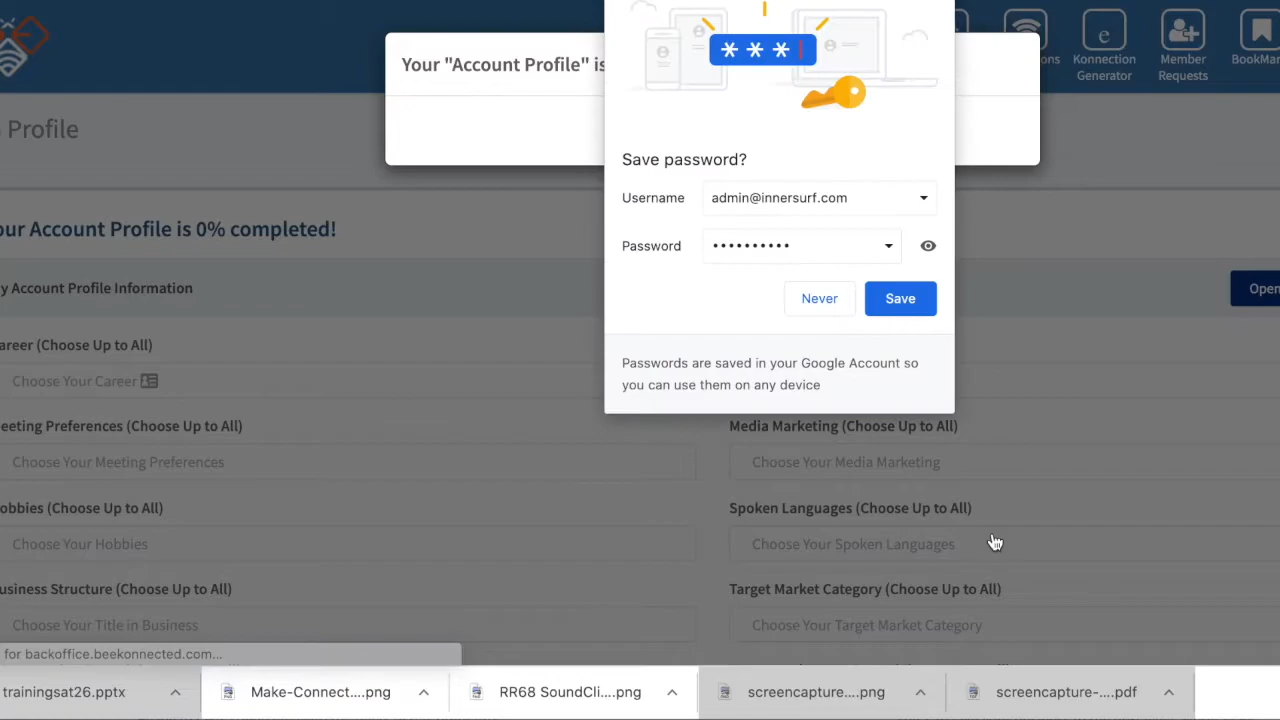 Konnection
Generator
Member
Requests
Your "Account Profile" is
Profile
Save password?
Username admin@innersurf.com
Password ••••••••••
Never Save
Passwords are saved in your Google Account so
you can use them on any device
Account Profile is 0% completed!
Account Profile Information
Open
(Choose Up to All)
Choose Your Career
Preferences (Choose Up to All)
Choose Your Meeting Preferences
Media Marketing (Choose Up to All)
Choose Your Media Marketing
(Choose Up to All)
Choose Your Hobbies
Spoken Languages (Choose Up to All)
Choose Your Spoken Languages
Structure (Choose Up to All)
Choose Your Title in Business
Target Market Category (Choose Up to All)
Choose Your Target Market Category
for backoffice.beekonnected.com...
trainingsat26.pptx
Make-Connect....png
RR68 SoundCli....png
screencapture....png
screencapture-....pdf